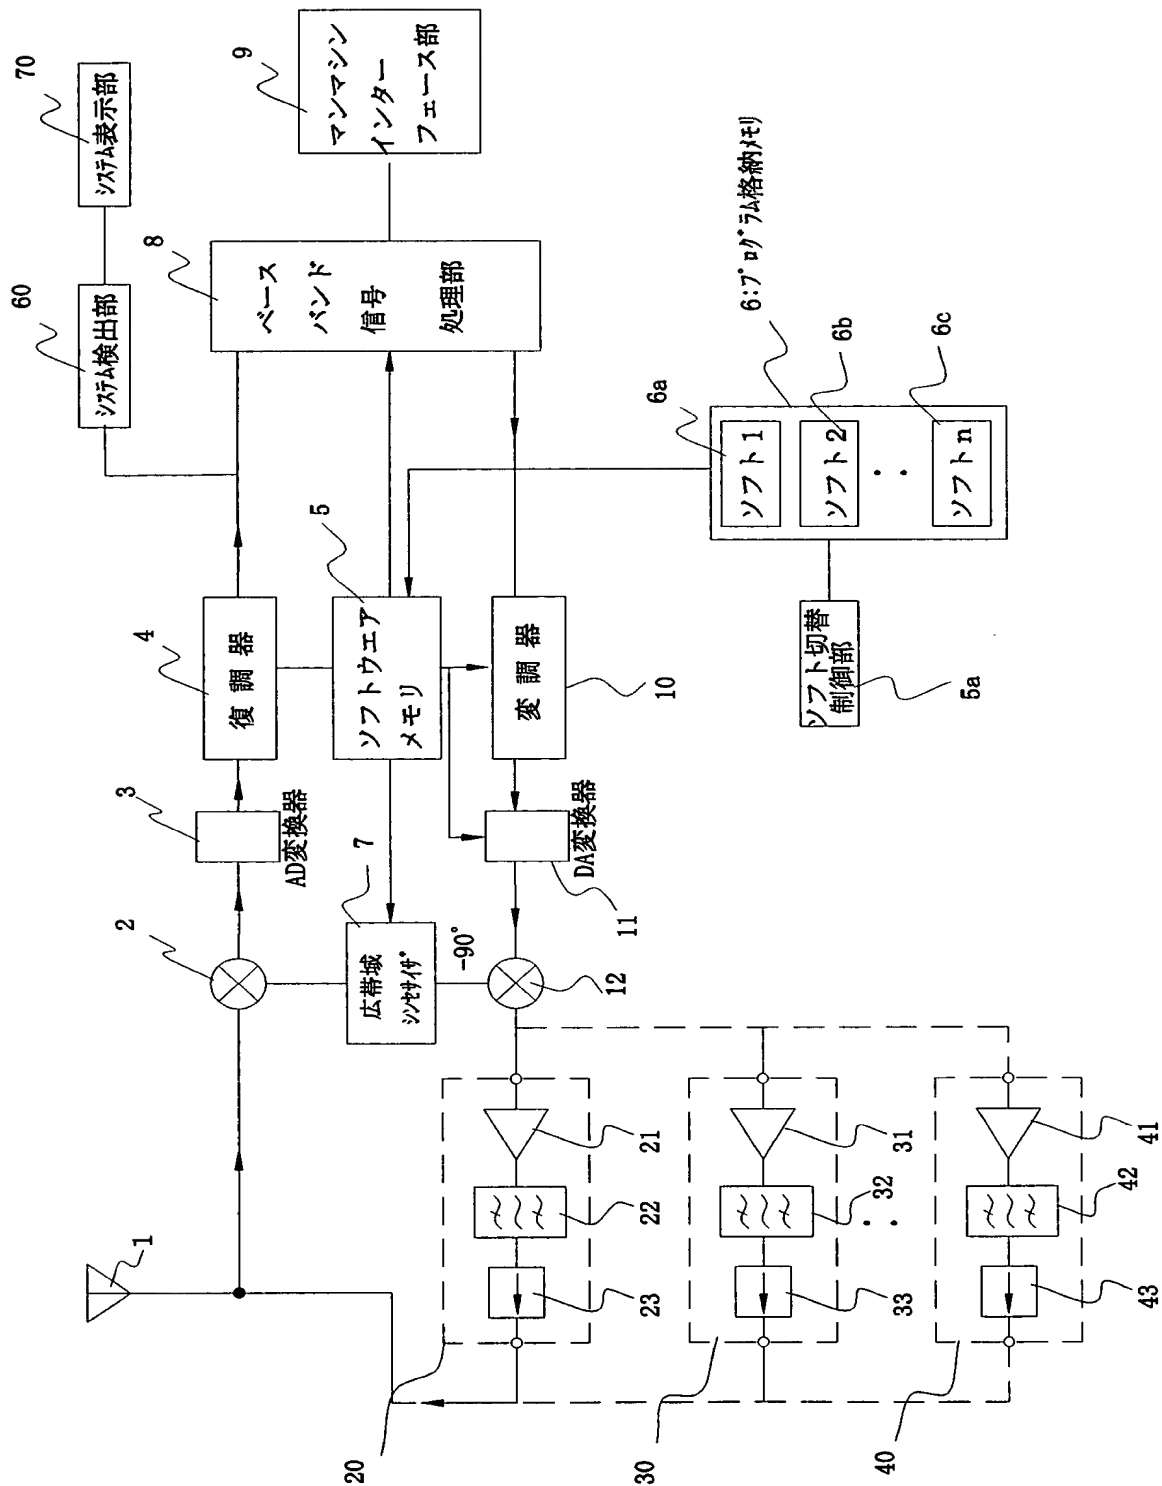 70
システム表示部
60
システム検出部
8
ベース
バンド
信号
処理部
9
マンマシン
インター
フェース部
1
2
3
AD変換器
4
復調器
5
ソフトウエア
メモリ
7
広帯域
シンセサイザ
-90°
12
11
DA変換器
10
変調器
6:プログラム格納メモリ
6a
ソフト1
6b
ソフト2
:
6c
ソフトn
ソフト切替
制御部
5a
20
21
22
23
30
31
32
33
:
40
41
42
43